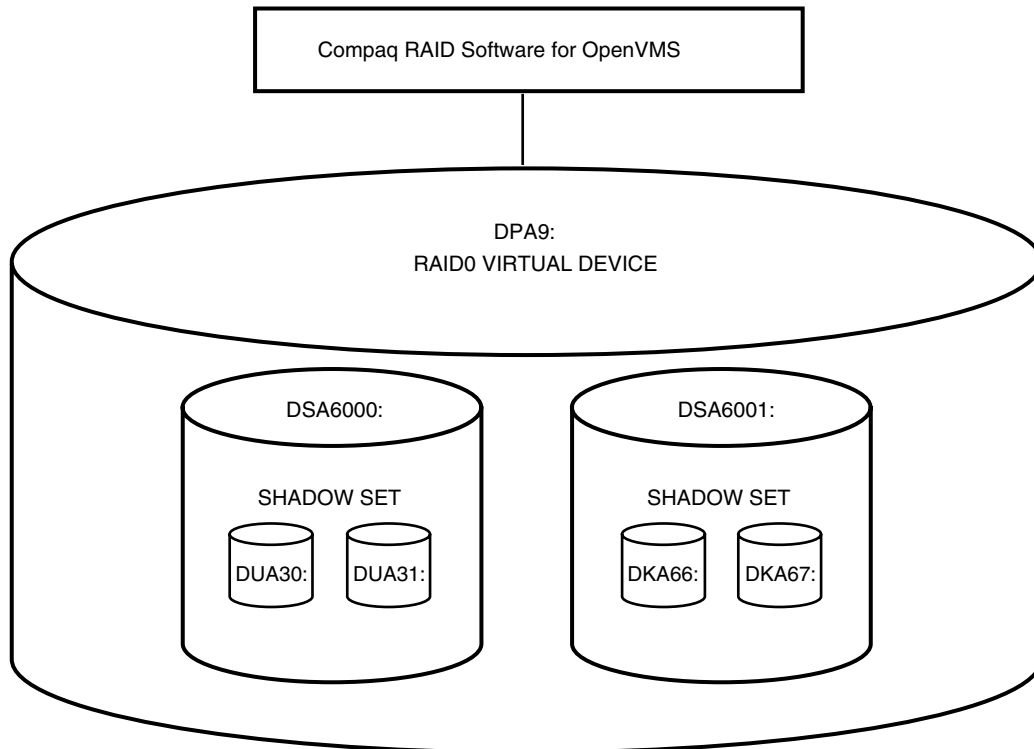 Compaq RAID Software for OpenVMS
DPA9:
RAID0 VIRTUAL DEVICE
DSA6000:
SHADOW SET
DUA30:
DUA31:
DSA6001:
SHADOW SET
DKA66:
DKA67: